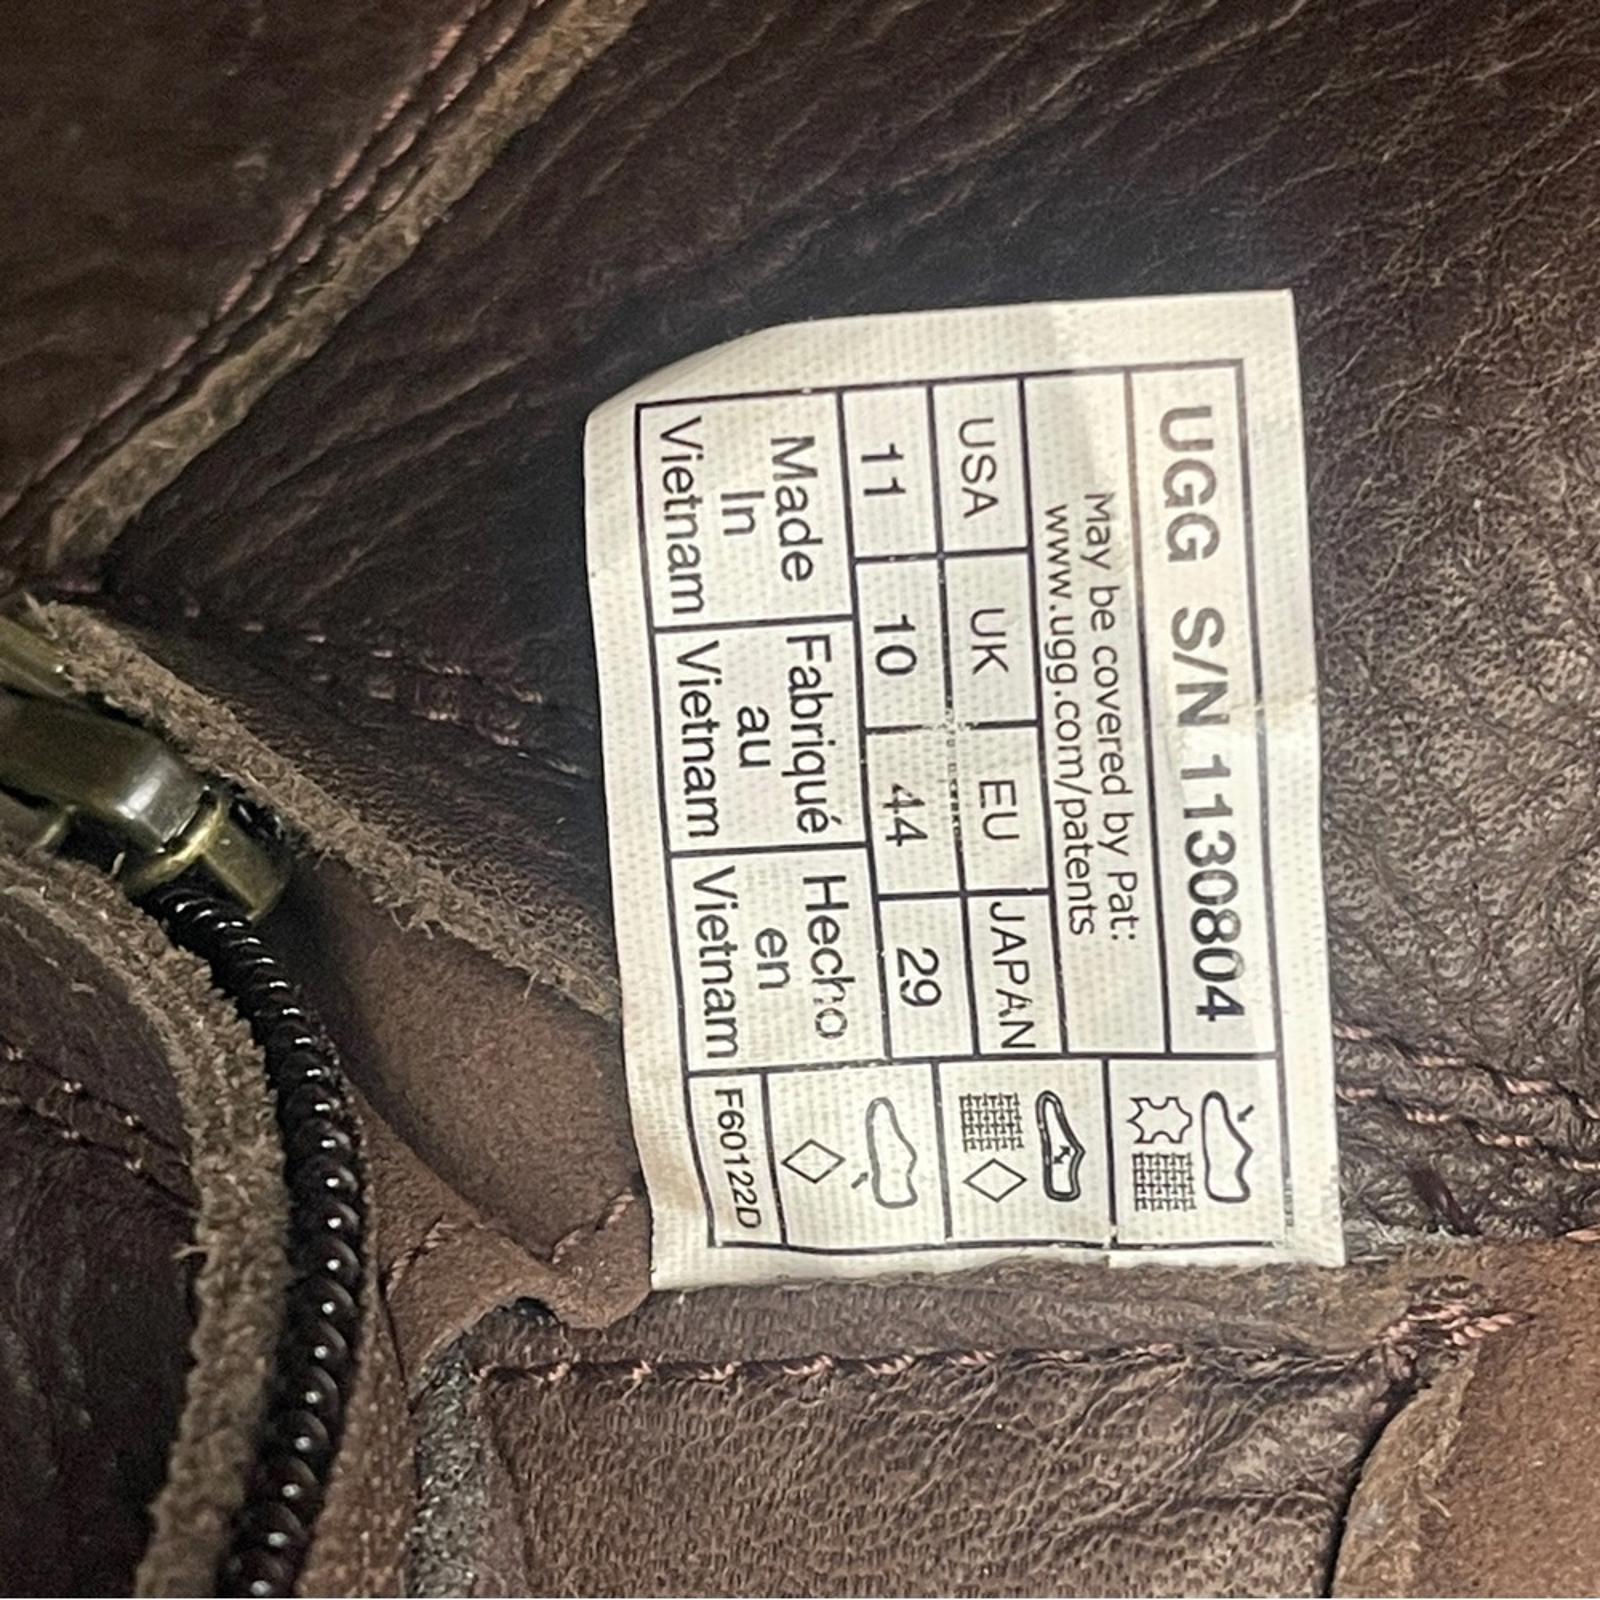 UGG S/N 1130804
May be covered by Pat:
www.ugg.com/patents
USA UK EU JAPAN
11 10 44 29
Made In Vietnam
Fabriqué au Vietnam
Hecho en Vietnam
F60122D